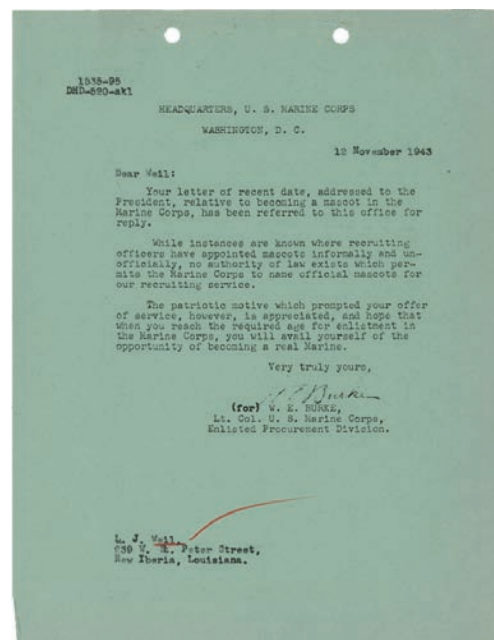 1535-95
DHD-520-akl
HEADQUARTERS, U. S. MARINE CORPS
WASHINGTON, D. C.
12 November 1943
Dear Weil:
Your letter of recent date, addressed to the
President, relative to becoming a mascot in the
Marine Corps, has been referred to this office for
reply.
While instances are known where recruiting
officers have appointed mascots informally and un-
officially, no authority of law exists which per-
mits the Marine Corps to name official mascots for
our recruiting service.
The patriotic motive which prompted your offer
of service, however, is appreciated, and hope that
when you reach the required age for enlistment in
the Marine Corps, you will avail yourself of the
opportunity of becoming a real Marine.
Very truly yours,
W E Burke
(for) W. E. BURKE,
Lt. Col. U. S. Marine Corps,
Enlisted Procurement Division.
L. J. Weil,
939 W. St. Peter Street,
New Iberia, Louisiana.